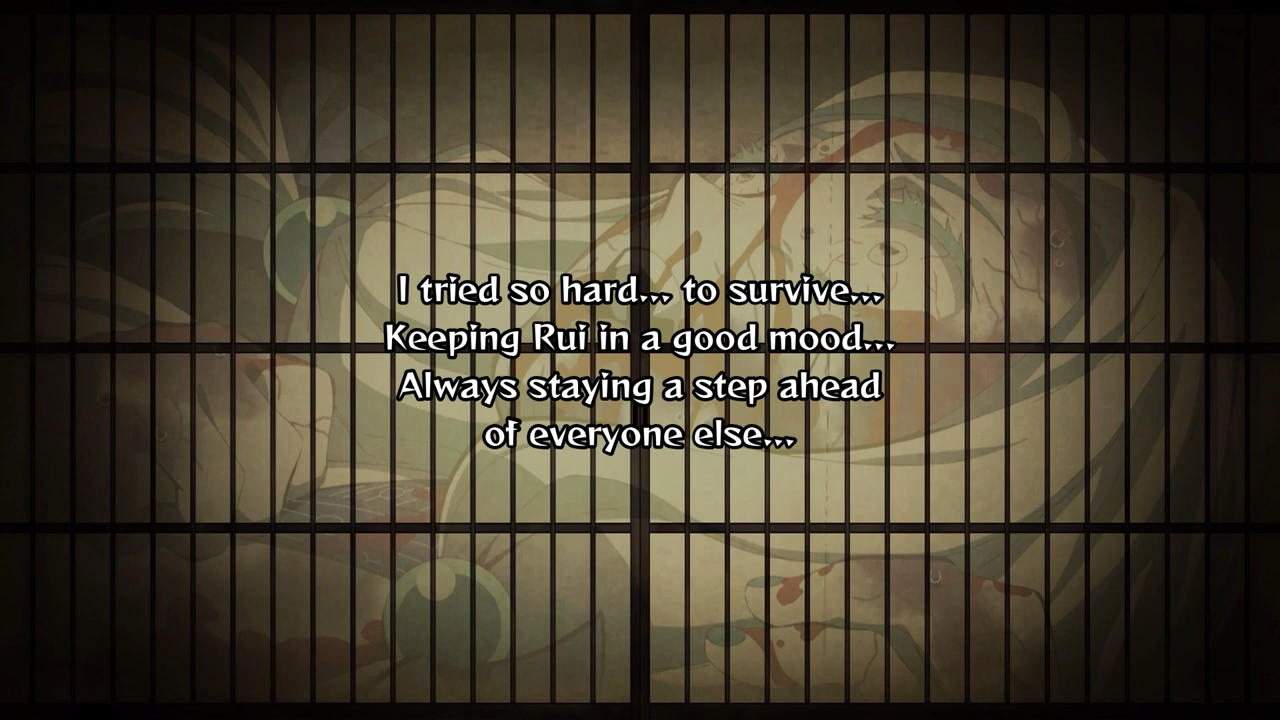 I tried so hard... to survive...
Keeping Rui in a good mood...
Always staying a step ahead
of everyone else...